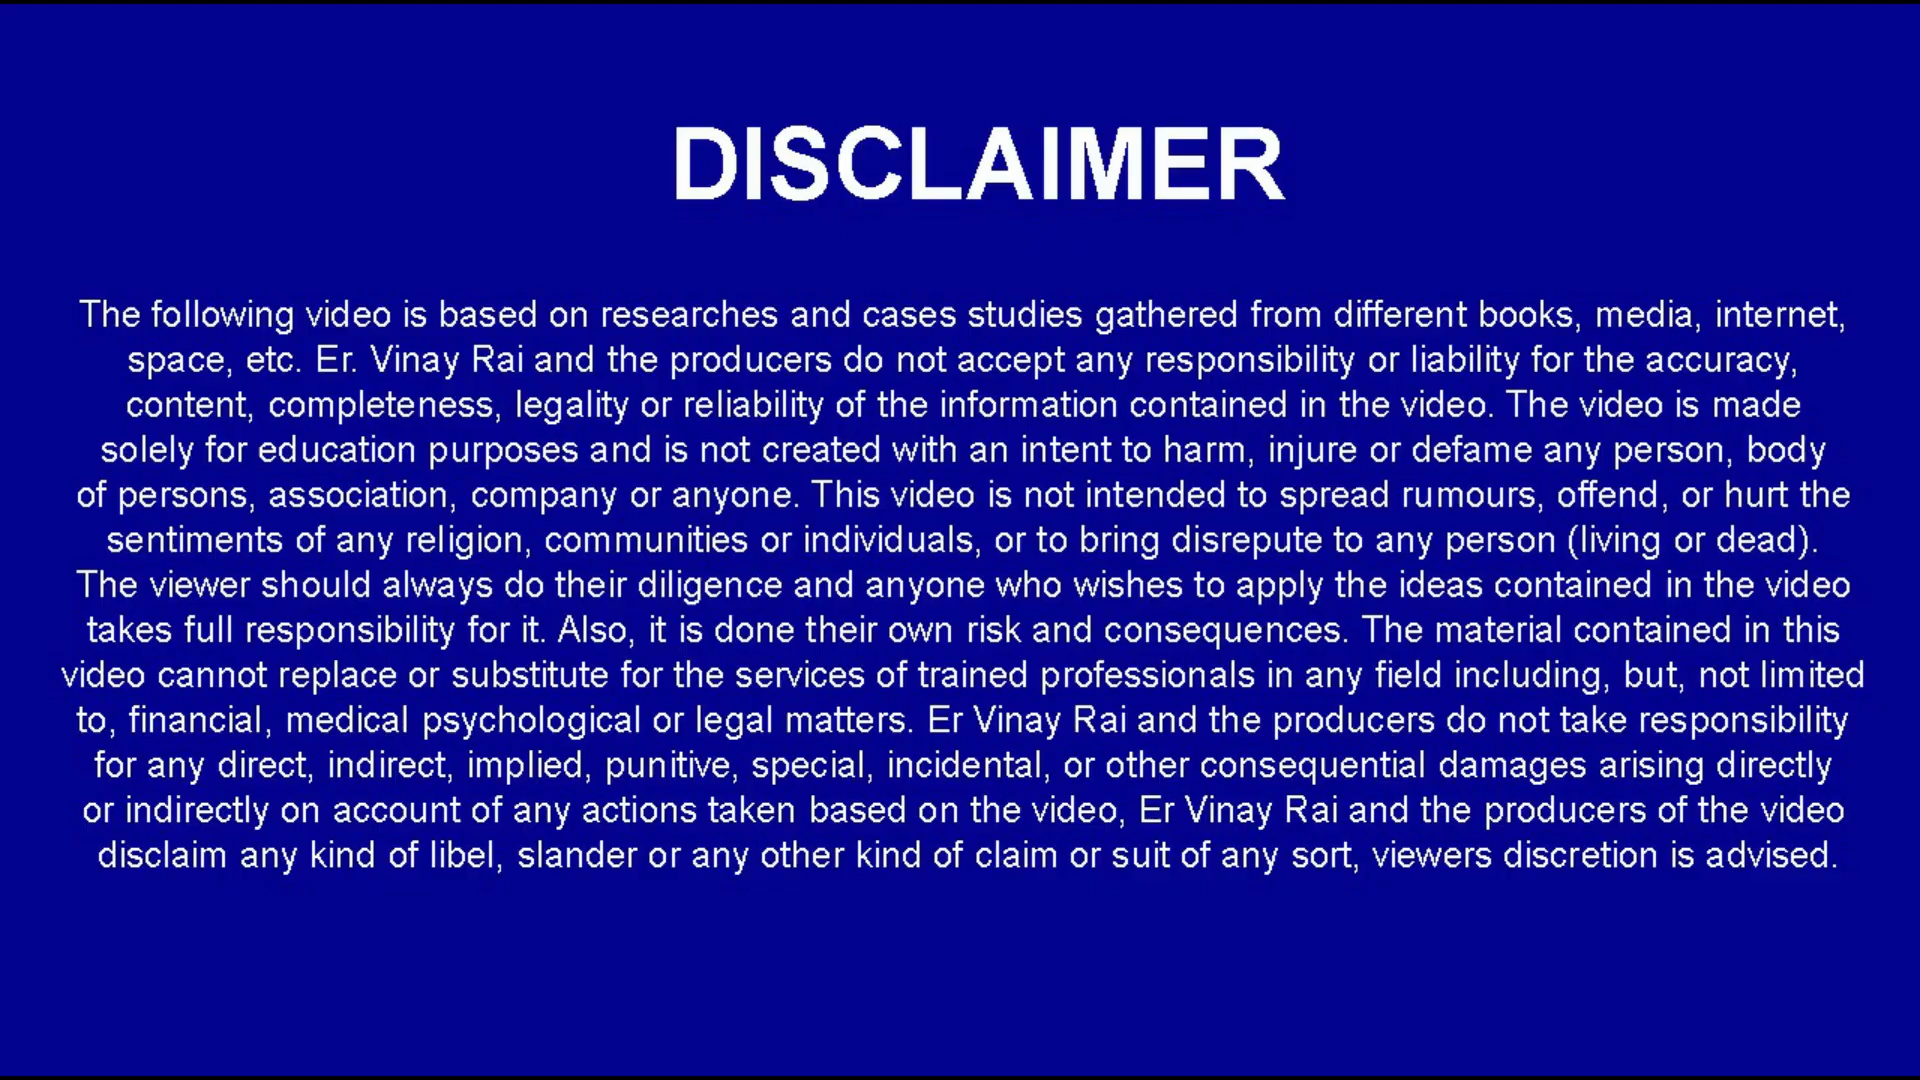 DISCLAIMER
The following video is based on researches and cases studies gathered from different books, media, internet,
space, etc. Er. Vinay Rai and the producers do not accept any responsibility or liability for the accuracy,
content, completeness, legality or reliability of the information contained in the video. The video is made
solely for education purposes and is not created with an intent to harm, injure or defame any person, body
of persons, association, company or anyone. This video is not intended to spread rumours, offend, or hurt the
sentiments of any religion, communities or individuals, or to bring disrepute to any person (living or dead).
The viewer should always do their diligence and anyone who wishes to apply the ideas contained in the video
takes full responsibility for it. Also, it is done their own risk and consequences. The material contained in this
video cannot replace or substitute for the services of trained professionals in any field including, but, not limited
to, financial, medical psychological or legal matters. Er Vinay Rai and the producers do not take responsibility
for any direct, indirect, implied, punitive, special, incidental, or other consequential damages arising directly
or indirectly on account of any actions taken based on the video, Er Vinay Rai and the producers of the video
disclaim any kind of libel, slander or any other kind of claim or suit of any sort, viewers discretion is advised.